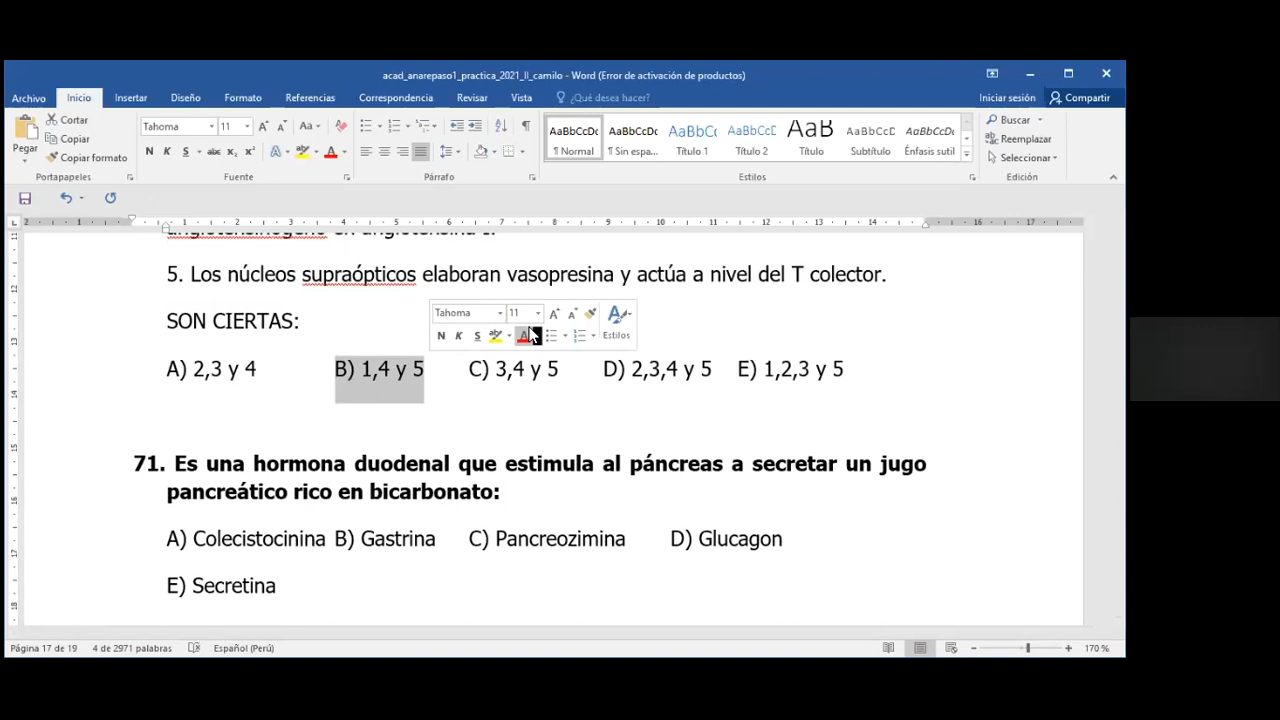 acad_anarepaso1_practica_2021_II_camilo - Word (Error de activación de productos)
Archivo Inicio Insertar Diseño Formato Referencias Correspondencia Revisar Vista ¿Qué desea hacer? Iniciar sesión Compartir
Pegar Cortar Copiar Copiar formato
Tahoma 11
AaBbCcDc AaBbCcDc AaBbCc AaBbCcD AaB AaBbCcD AaBbCcDc
¶ Normal ¶ Sin espa... Título 1 Título 2 Título Subtítulo Énfasis sutil
Buscar
Reemplazar
Seleccionar
Portapapeles Fuente Párrafo Estilos Edición
angiotensinógeno en angiotensina I.
5. Los núcleos supraópticos elaboran vasopresina y actúa a nivel del T colector.
SON CIERTAS:
Tahoma 11
N K S Estilos
A) 2,3 y 4 B) 1,4 y 5 C) 3,4 y 5 D) 2,3,4 y 5 E) 1,2,3 y 5
71. Es una hormona duodenal que estimula al páncreas a secretar un jugo
pancreático rico en bicarbonato:
A) Colecistocinina B) Gastrina C) Pancreozimina D) Glucagon
E) Secretina
Página 17 de 19 4 de 2971 palabras Español (Perú) 170 %